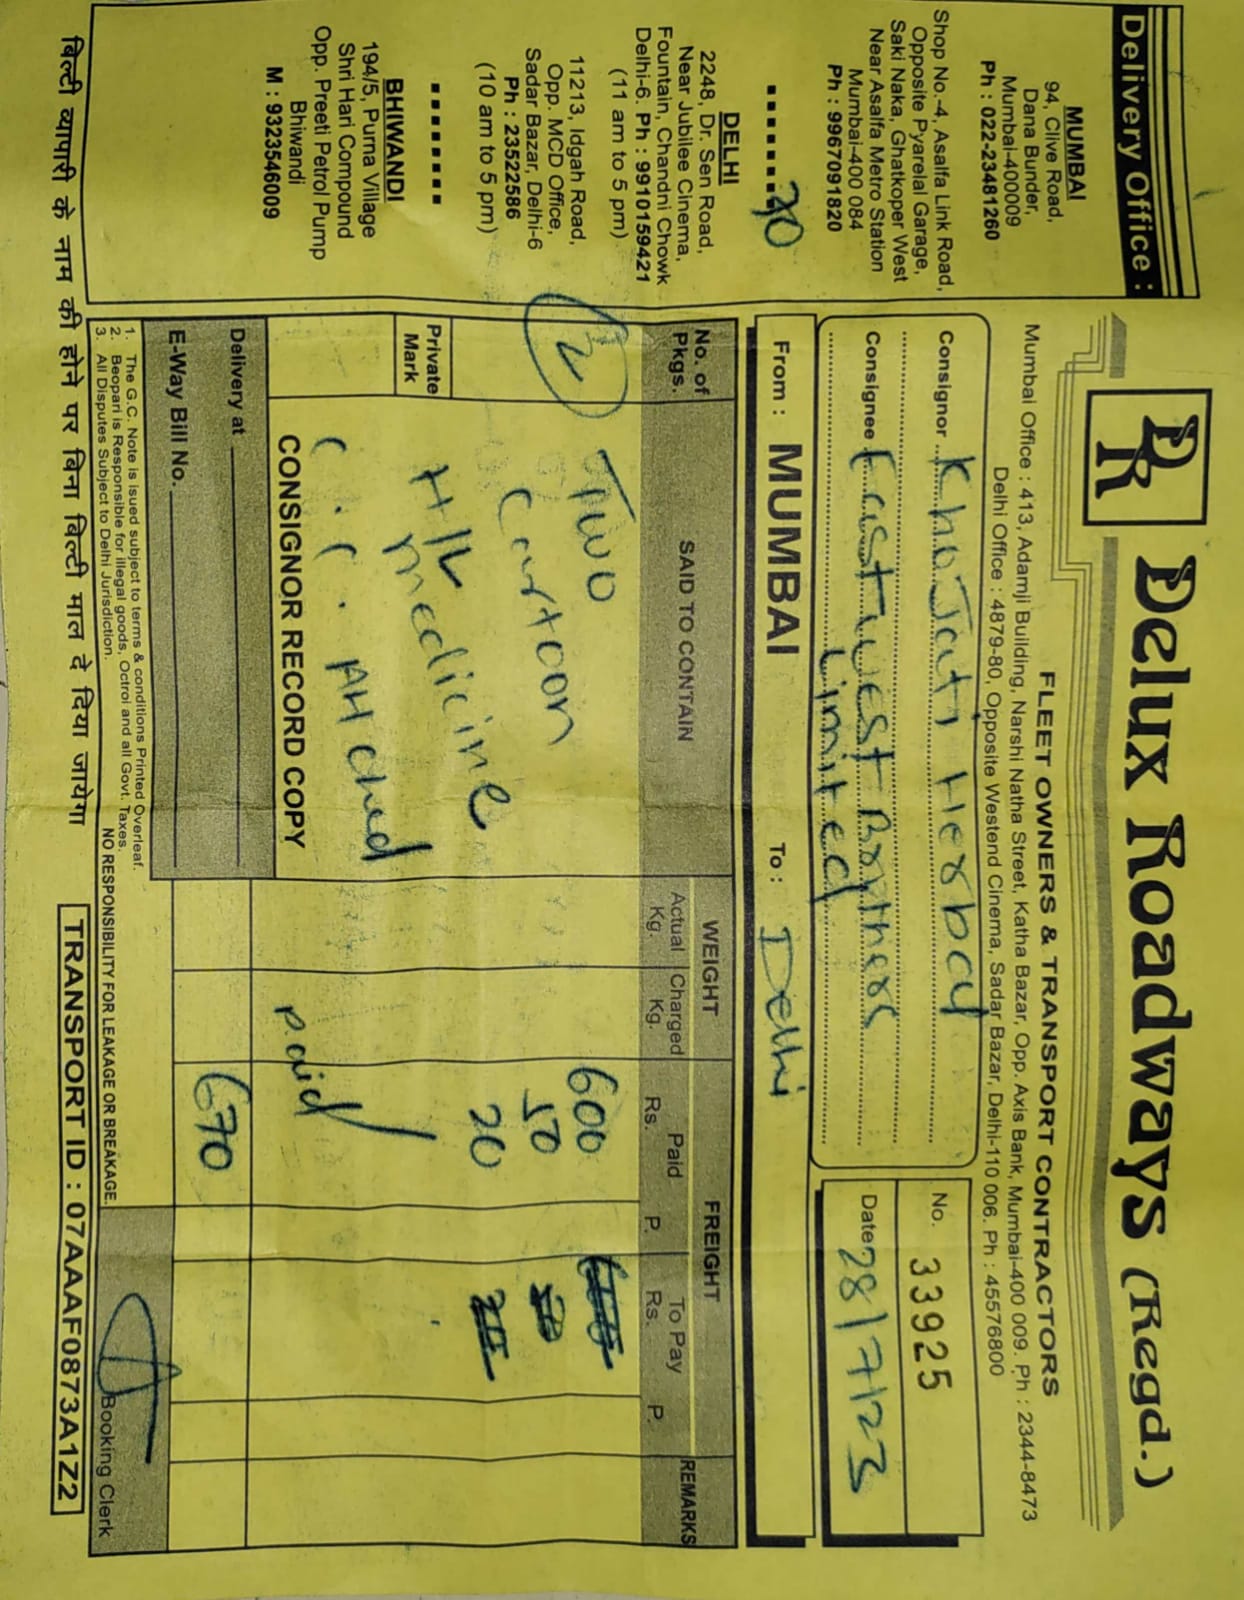 Delivery Office :
MUMBAI
94, Clive Road,
Dana Bunder,
Mumbai-400009
Ph : 022-23481260
Shop No.-4, Asalfa Link Road,
Opposite Pyarelal Garage,
Saki Naka, Ghatkoper West
Near Asalfa Metro Station
Mumbai-400 084
Ph : 9967091820
DELHI
2248, Dr. Sen Road,
Near Jubilee Cinema,
Fountain, Chandni Chowk
Delhi-6. Ph : 9910159421
(11 am to 5 pm)
11213, Idgah Road,
Opp. MCD Office,
Sadar Bazar, Delhi-6
Ph : 23522586
(10 am to 5 pm)
BHIWANDI
194/5, Purna Village
Shri Hari Compound
Opp. Preeti Petrol Pump
Bhiwandi
M : 9323546009
DR Delux Roadways (Regd.)
FLEET OWNERS & TRANSPORT CONTRACTORS
Mumbai Office : 413, Adamji Building, Narshi Natha Street, Katha Bazar, Opp. Axis Bank, Mumbai-400 009. Ph : 2344-8473
Delhi Office : 4879-80, Opposite Westend Cinema, Sadar Bazar, Delhi-110 006. Ph : 45576800
Consignor KhoJati Herbal
No. 33925
Consignee East West
Limited
Date 28/7/23
From : MUMBAI To : Delhi
No. of Pkgs. SAID TO CONTAIN WEIGHT FREIGHT REMARKS
Actual Kg. Charged Kg. Paid Rs. P. To Pay Rs. P.
2 Two 600
Cartoon 50
H/L 20
medicine
Private Mark
C.C. AHched
CONSIGNOR RECORD COPY paid
Delivery at
E-Way Bill No. 670
1. The G.C. Note is isued subject to terms & conditions Printed Overleaf.
2. Beopari is Responsible for illegal goods, Octroi and all Govt. Taxes.
3. All Disputes Subject to Delhi Jurisdiction.
NO RESPONSIBILITY FOR LEAKAGE OR BREAKAGE.
Booking Clerk
बिल्टी व्यापारी के नाम की होने पर बिना बिल्टी माल दे दिया जायेगा
TRANSPORT ID : 07AAAF0873A1Z2